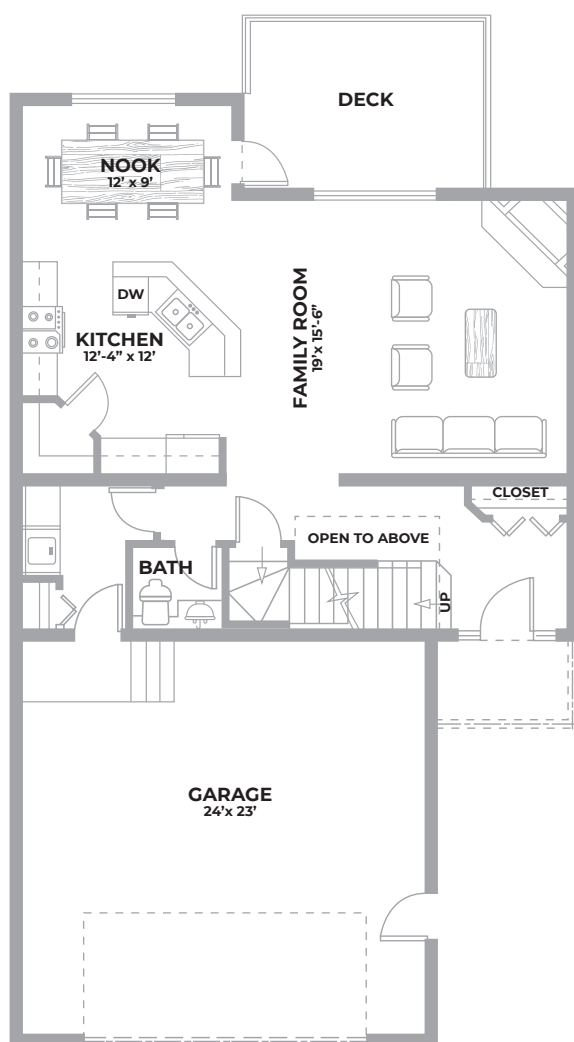 DECK
NOOK
12' x 9'
DW
KITCHEN
12'-4” x 12'
FAMILY ROOM
19'x 15'-6”
CLOSET
OPEN TO ABOVE
BATH
UP
GARAGE
24'x 23'